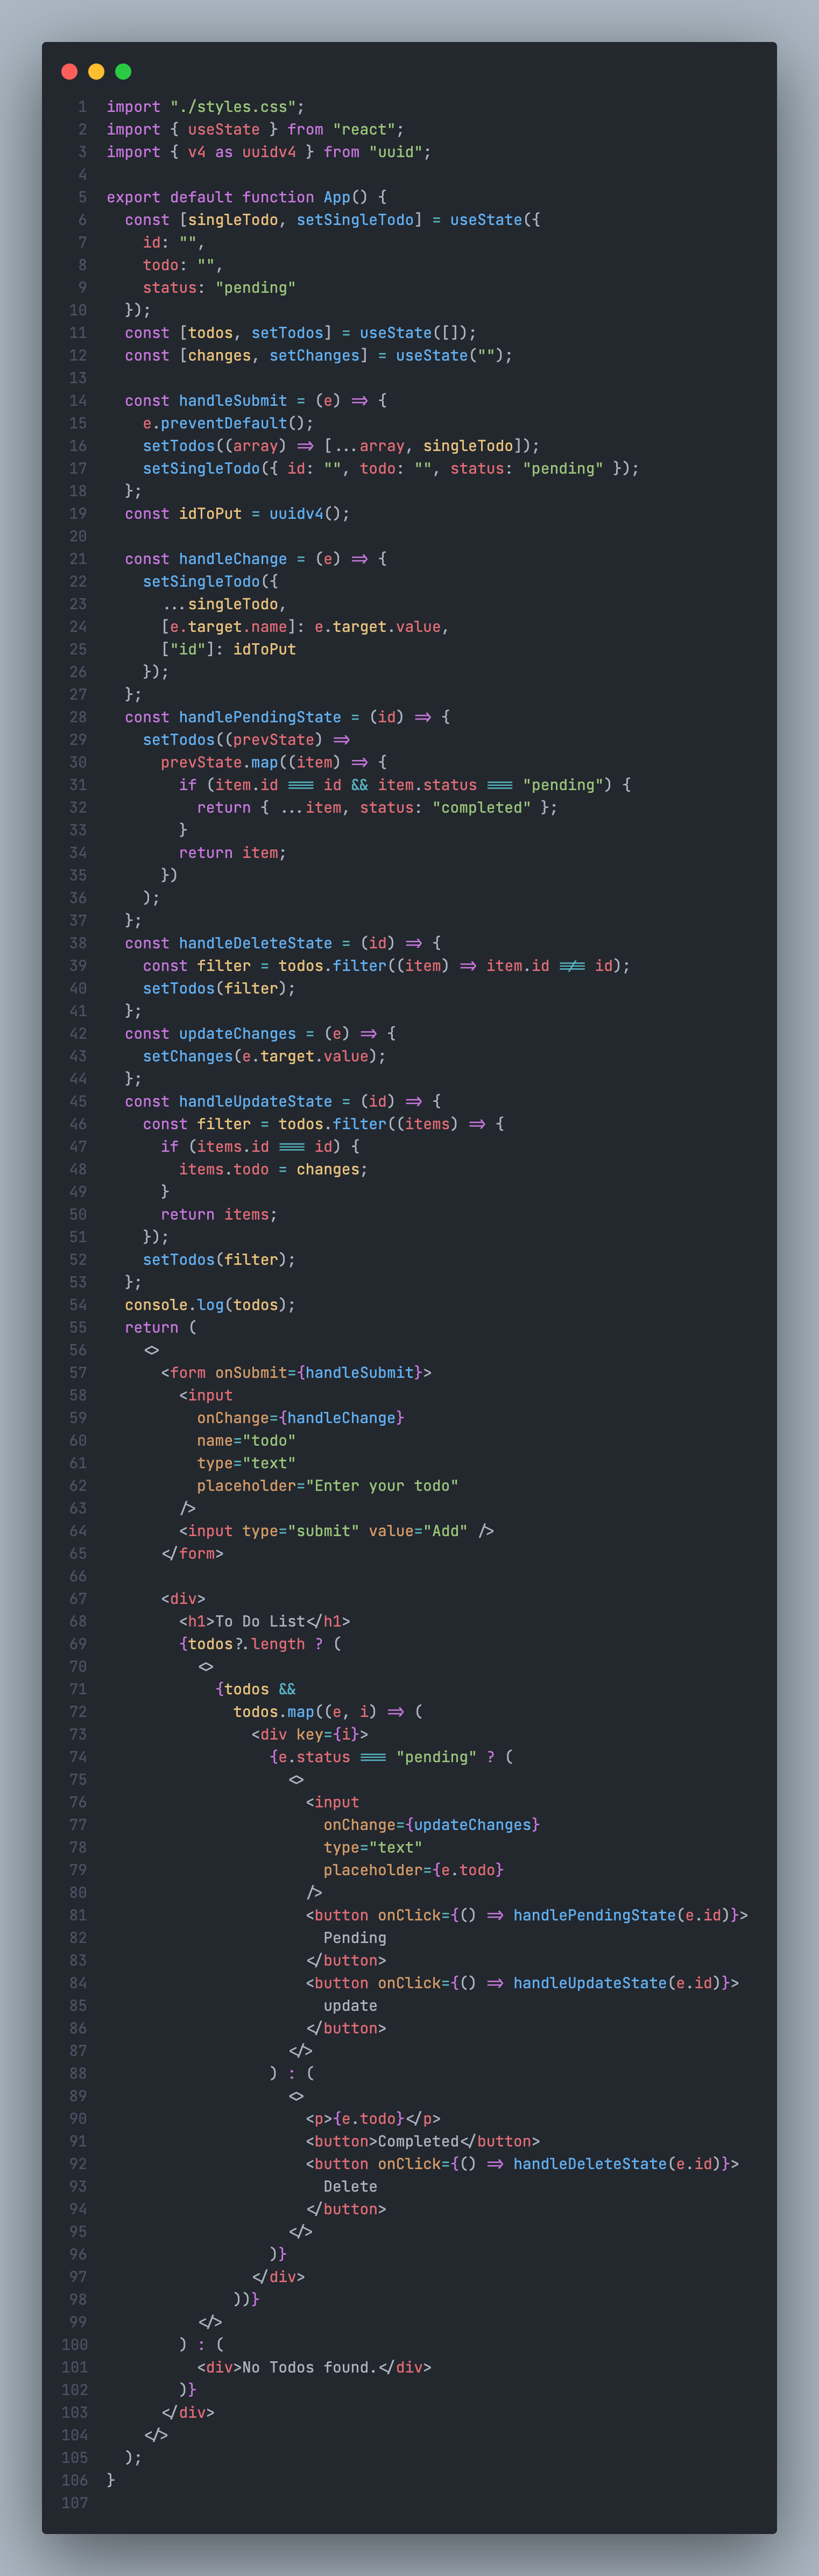 1 import "./styles.css";
2 import { useState } from "react";
3 import { v4 as uuidv4 } from "uuid";
4
5 export default function App() {
6   const [singleTodo, setSingleTodo] = useState({
7     id: "",
8     todo: "",
9     status: "pending"
10   });
11   const [todos, setTodos] = useState([]);
12   const [changes, setChanges] = useState("");
13
14   const handleSubmit = (e) => {
15     e.preventDefault();
16     setTodos((array) => [...array, singleTodo]);
17     setSingleTodo({ id: "", todo: "", status: "pending" });
18   };
19   const idToPut = uuidv4();
20
21   const handleChange = (e) => {
22     setSingleTodo({
23       ...singleTodo,
24       [e.target.name]: e.target.value,
25       ["id"]: idToPut
26     });
27   };
28   const handlePendingState = (id) => {
29     setTodos((prevState) =>
30       prevState.map((item) => {
31         if (item.id === id && item.status === "pending") {
32           return { ...item, status: "completed" };
33         }
34         return item;
35       })
36     );
37   };
38   const handleDeleteState = (id) => {
39     const filter = todos.filter((item) => item.id !== id);
40     setTodos(filter);
41   };
42   const updateChanges = (e) => {
43     setChanges(e.target.value);
44   };
45   const handleUpdateState = (id) => {
46     const filter = todos.filter((items) => {
47       if (items.id === id) {
48         items.todo = changes;
49       }
50       return items;
51     });
52     setTodos(filter);
53   };
54   console.log(todos);
55   return (
56     <>
57       <form onSubmit={handleSubmit}>
58         <input
59           onChange={handleChange}
60           name="todo"
61           type="text"
62           placeholder="Enter your todo"
63         />
64         <input type="submit" value="Add" />
65       </form>
66
67       <div>
68         <h1>To Do List</h1>
69         {todos?.length ? (
70           <>
71             {todos &&
72               todos.map((e, i) => (
73                 <div key={i}>
74                   {e.status === "pending" ? (
75                     <>
76                       <input
77                         onChange={updateChanges}
78                         type="text"
79                         placeholder={e.todo}
80                       />
81                       <button onClick={() => handlePendingState(e.id)}>
82                         Pending
83                       </button>
84                       <button onClick={() => handleUpdateState(e.id)}>
85                         update
86                       </button>
87                     </>
88                   ) : (
89                     <>
90                       <p>{e.todo}</p>
91                       <button>Completed</button>
92                       <button onClick={() => handleDeleteState(e.id)}>
93                         Delete
94                       </button>
95                     </>
96                   )}
97                 </div>
98               ))}
99           </>
100         ) : (
101           <div>No Todos found.</div>
102         )}
103       </div>
104     </>
105   );
106 }
107